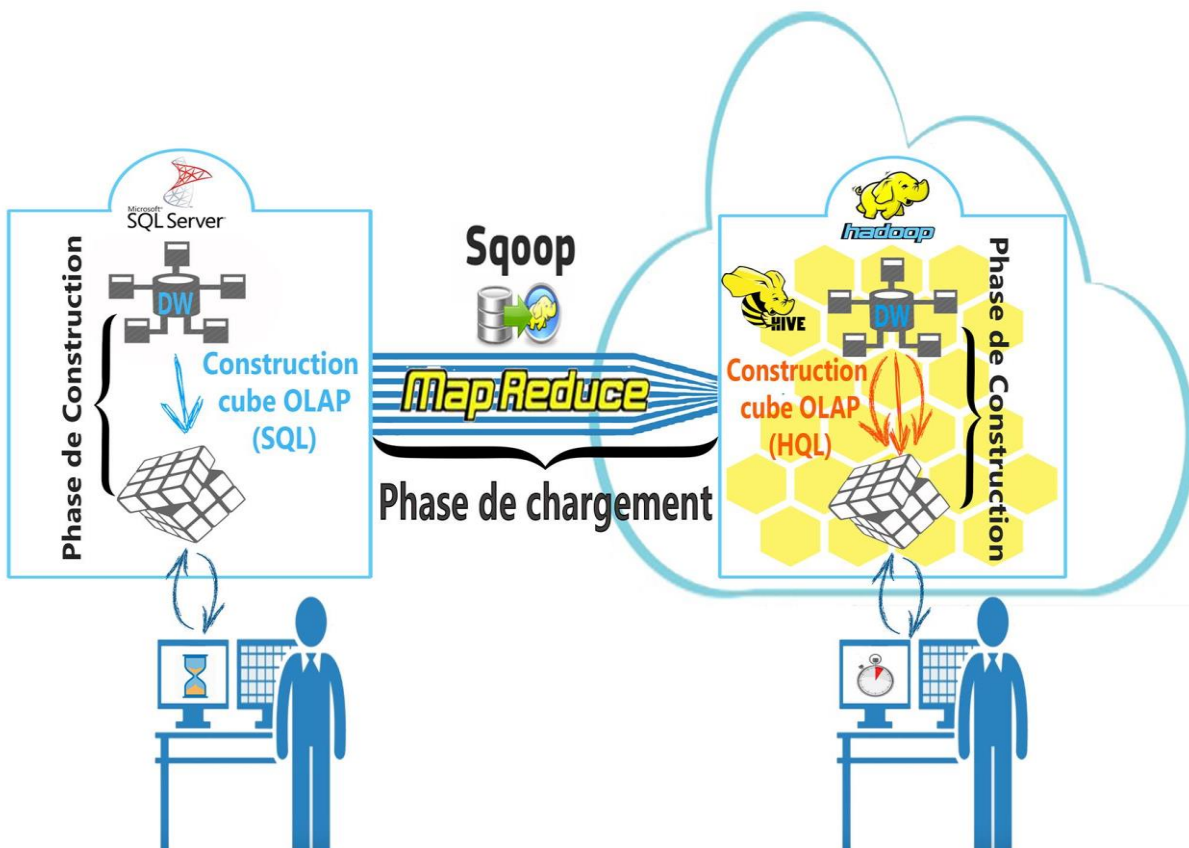 Microsoft
SQL Server
Phase de Construction
DW
Construction
cube OLAP
(SQL)
Sqoop
Map Reduce
Phase de chargement
hadoop
HIVE
DW
Construction
cube OLAP
(HQL)
Phase de Construction